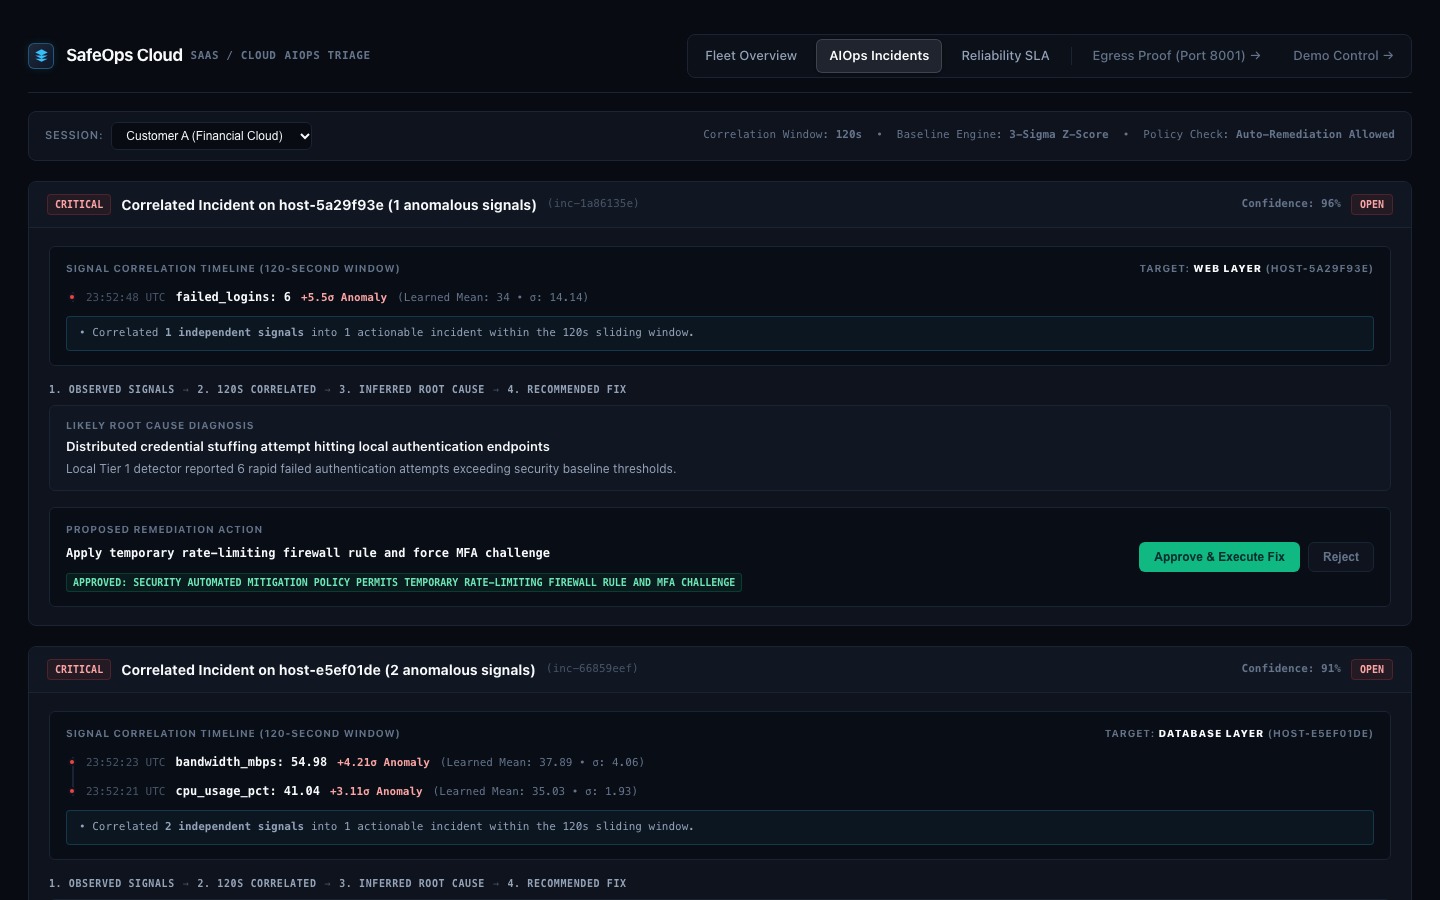 SafeOps Cloud SAAS / CLOUD AIOPS TRIAGE
Fleet Overview AIOps Incidents Reliability SLA Egress Proof (Port 8001) → Demo Control →
SESSION: Customer A (Financial Cloud) Correlation Window: 120s • Baseline Engine: 3-Sigma Z-Score • Policy Check: Auto-Remediation Allowed
CRITICAL Correlated Incident on host-5a29f93e (1 anomalous signals) (inc-1a86135e) Confidence: 96% OPEN
SIGNAL CORRELATION TIMELINE (120-SECOND WINDOW) TARGET: WEB LAYER (HOST-5A29F93E)
23:52:48 UTC failed_logins: 6 +5.5σ Anomaly (Learned Mean: 34 • σ: 14.14)
• Correlated 1 independent signals into 1 actionable incident within the 120s sliding window.
1. OBSERVED SIGNALS → 2. 120S CORRELATED → 3. INFERRED ROOT CAUSE → 4. RECOMMENDED FIX
LIKELY ROOT CAUSE DIAGNOSIS
Distributed credential stuffing attempt hitting local authentication endpoints
Local Tier 1 detector reported 6 rapid failed authentication attempts exceeding security baseline thresholds.
PROPOSED REMEDIATION ACTION
Apply temporary rate-limiting firewall rule and force MFA challenge
Approve & Execute Fix Reject
APPROVED: SECURITY AUTOMATED MITIGATION POLICY PERMITS TEMPORARY RATE-LIMITING FIREWALL RULE AND MFA CHALLENGE
CRITICAL Correlated Incident on host-e5ef01de (2 anomalous signals) (inc-66859eef) Confidence: 91% OPEN
SIGNAL CORRELATION TIMELINE (120-SECOND WINDOW) TARGET: DATABASE LAYER (HOST-E5EF01DE)
23:52:23 UTC bandwidth_mbps: 54.98 +4.21σ Anomaly (Learned Mean: 37.89 • σ: 4.06)
23:52:21 UTC cpu_usage_pct: 41.04 +3.11σ Anomaly (Learned Mean: 35.03 • σ: 1.93)
• Correlated 2 independent signals into 1 actionable incident within the 120s sliding window.
1. OBSERVED SIGNALS → 2. 120S CORRELATED → 3. INFERRED ROOT CAUSE → 4. RECOMMENDED FIX